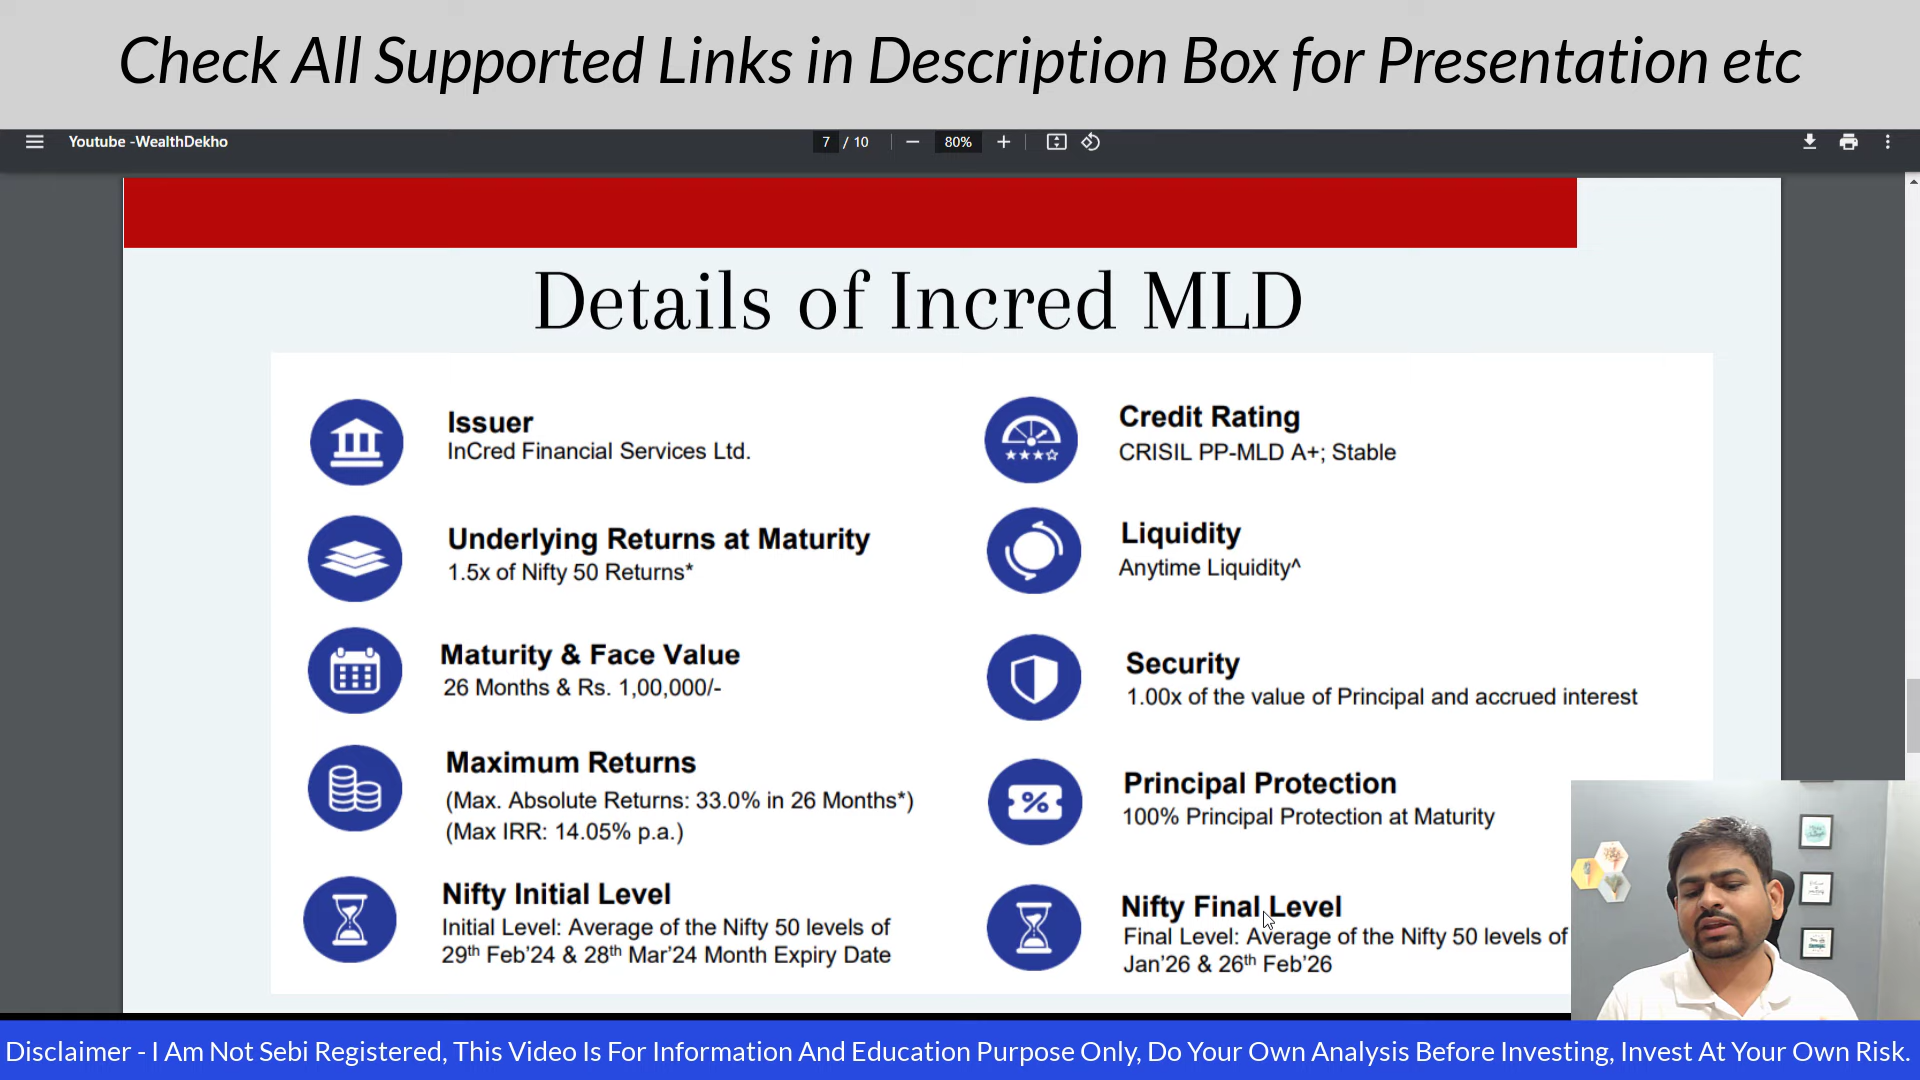 Check All Supported Links in Description Box for Presentation etc
Youtube -WealthDekho
7 / 10
80%
Details of Incred MLD
Issuer
InCred Financial Services Ltd.
Credit Rating
CRISIL PP-MLD A+; Stable
Underlying Returns at Maturity
1.5x of Nifty 50 Returns*
Liquidity
Anytime Liquidity^
Maturity & Face Value
26 Months & Rs. 1,00,000/-
Security
1.00x of the value of Principal and accrued interest
Maximum Returns
(Max. Absolute Returns: 33.0% in 26 Months*)
(Max IRR: 14.05% p.a.)
Principal Protection
100% Principal Protection at Maturity
Nifty Initial Level
Initial Level: Average of the Nifty 50 levels of
29th Feb'24 & 28th Mar'24 Month Expiry Date
Nifty Final Level
Final Level: Average of the Nifty 50 levels of
Jan'26 & 26th Feb'26
Disclaimer - I Am Not Sebi Registered, This Video Is For Information And Education Purpose Only, Do Your Own Analysis Before Investing, Invest At Your Own Risk.